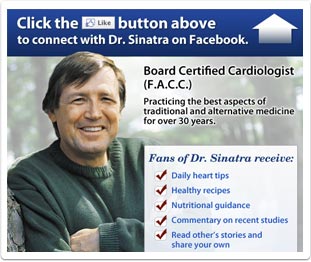 Click the Like button above
to connect with Dr. Sinatra on Facebook.
Board Certified Cardiologist
(F.A.C.C.)
Practicing the best aspects of
traditional and alternative medicine
for over 30 years.
Fans of Dr. Sinatra receive:
Daily heart tips
Healthy recipes
Nutritional guidance
Commentary on recent studies
Read other's stories and
share your own